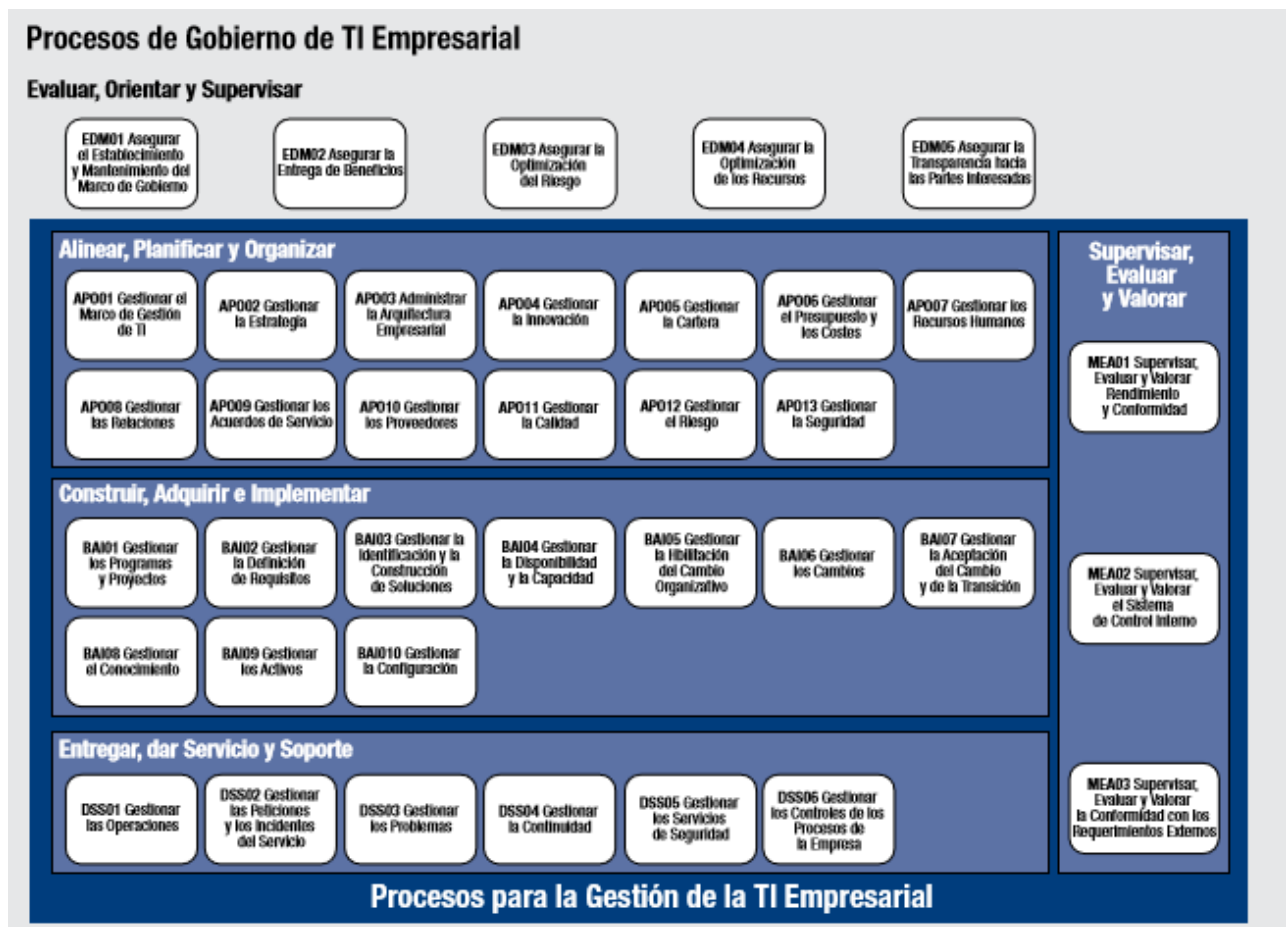 Procesos de Gobierno de TI Empresarial
Evaluar, Orientar y Supervisar
EDM01 Asegurar
el Establecimiento
y Mantenimiento del
Marco de Gobierno
EDM02 Asegurar la
Entrega de Beneficios
EDM03 Asegurar la
Optimización
del Riesgo
EDM04 Asegurar la
Optimización
de los Recursos
EDM05 Asegurar la
Transparencia hacia
las Partes Interesadas
Alinear, Planificar y Organizar
APO01 Gestionar el
Marco de Gestión
de TI
APO02 Gestionar
la Estrategia
APO03 Administrar
la Arquitectura
Empresarial
APO04 Gestionar
la Innovación
APO05 Gestionar
la Cartera
APO06 Gestionar
el Presupuesto y
los Costes
APO07 Gestionar los
Recursos Humanos
APO08 Gestionar
las Relaciones
APO09 Gestionar los
Acuerdos de Servicio
APO10 Gestionar
los Proveedores
APO11 Gestionar
la Calidad
APO12 Gestionar
el Riesgo
APO13 Gestionar
la Seguridad
Construir, Adquirir e Implementar
BAI01 Gestionar
los Programas
y Proyectos
BAI02 Gestionar
la Definición
de Requisitos
BAI03 Gestionar la
Identificación y la
Construcción
de Soluciones
BAI04 Gestionar
la Disponibilidad
y la Capacidad
BAI05 Gestionar
la Hbilitación
del Cambio
Organizativo
BAI06 Gestionar
los Cambios
BAI07 Gestionar
la Aceptación
del Cambio
y de la Transición
BAI08 Gestionar
el Conocimiento
BAI09 Gestionar
los Activos
BAI010 Gestionar
la Configuración
Entregar, dar Servicio y Soporte
DSS01 Gestionar
las Operaciones
DSS02 Gestionar
las Peticiones
y los Incidentes
del Servicio
DSS03 Gestionar
los Problemas
DSS04 Gestionar
la Continuidad
DSS05 Gestionar
los Servicios
de Seguridad
DSS06 Gestionar
los Controles de los
Procesos de
la Empresa
Supervisar,
Evaluar
y Valorar
MEA01 Supervisar,
Evaluar y Valorar
Rendimiento
y Conformidad
MEA02 Supervisar,
Evaluar y Valorar
el Sistema
de Control Interno
MEA03 Supervisar,
Evaluar y Valorar
la Conformidad con los
Requerimientos Externos
Procesos para la Gestión de la TI Empresarial